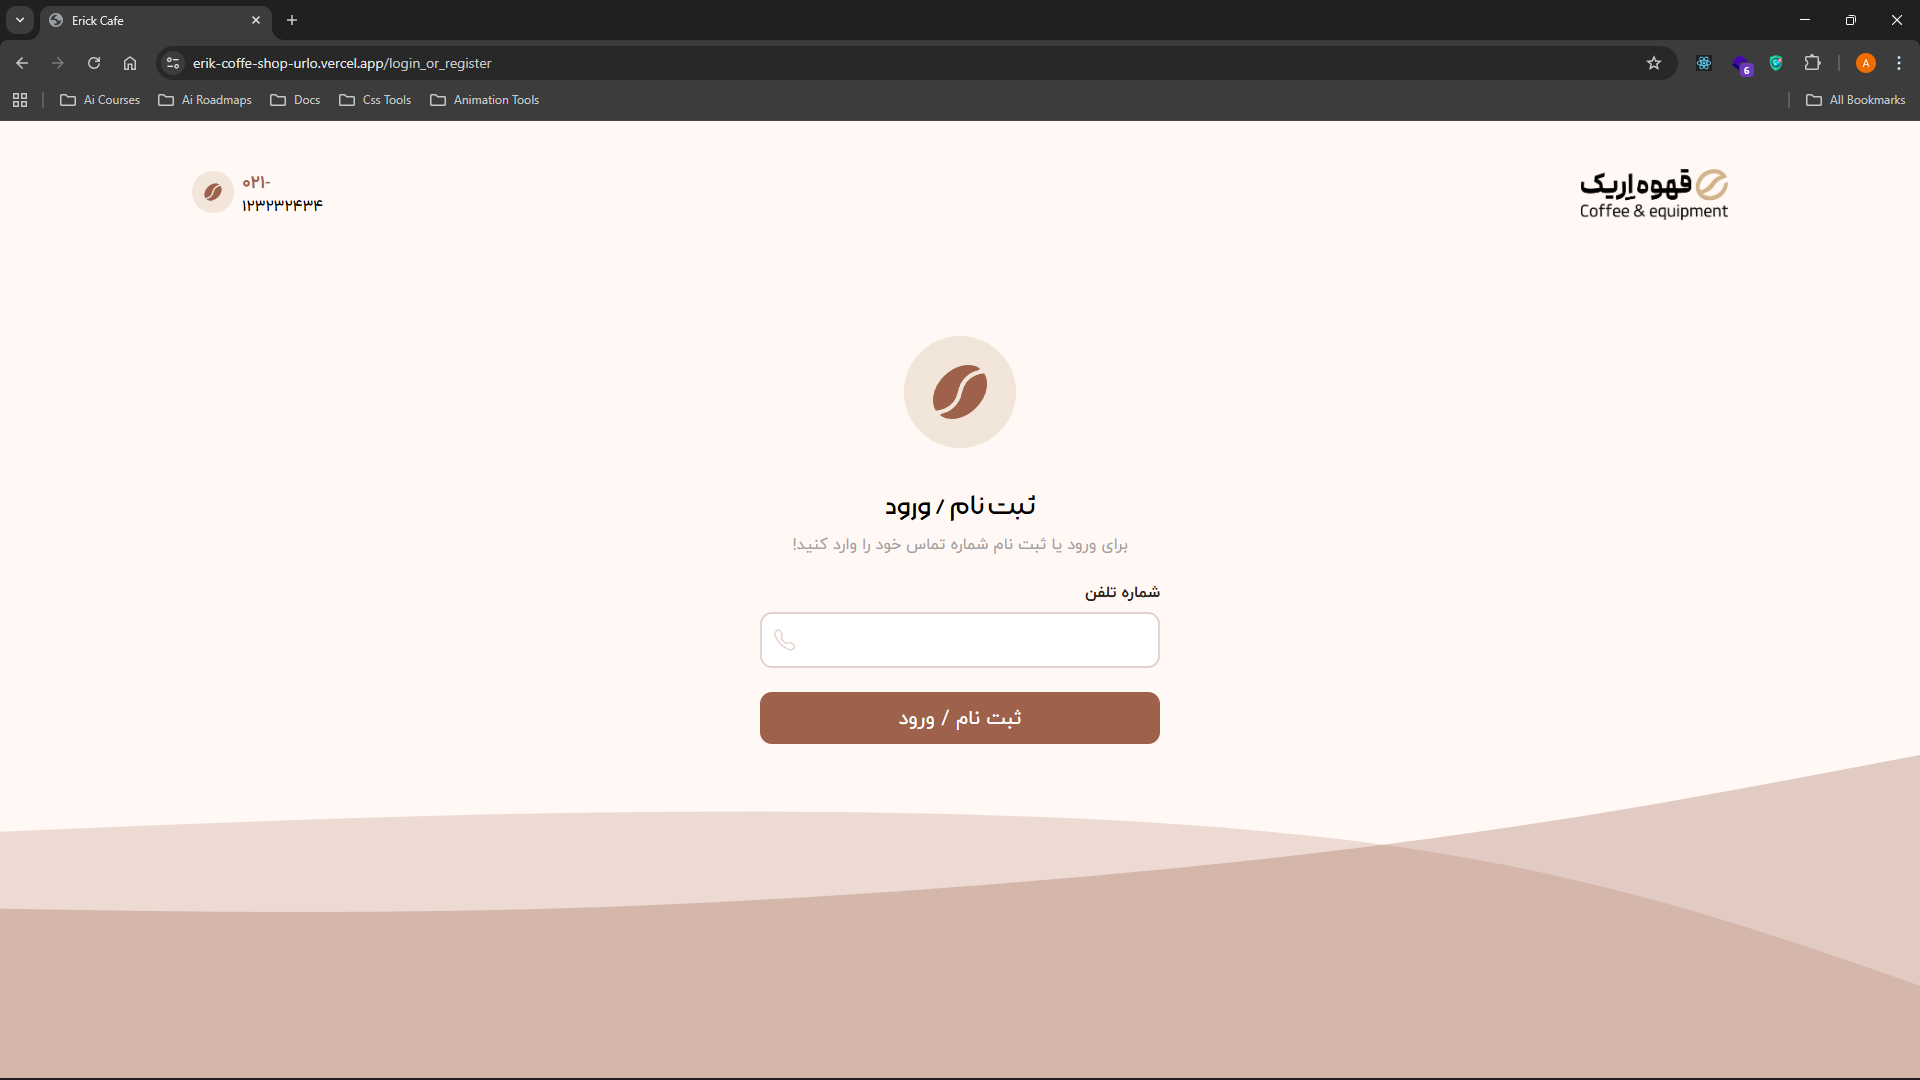 Erick Cafe
erik-coffe-shop-urlo.vercel.app/login_or_register
6
A
Ai Courses
Ai Roadmaps
Docs
Css Tools
Animation Tools
All Bookmarks
قهوه اِریک
Coffee & equipment
۰۲۱-
۱۲۳۲۳۲۴۳۴
ثبت نام / ورود
برای ورود یا ثبت نام شماره تماس خود را وارد کنید!
شماره تلفن
ثبت نام / ورود